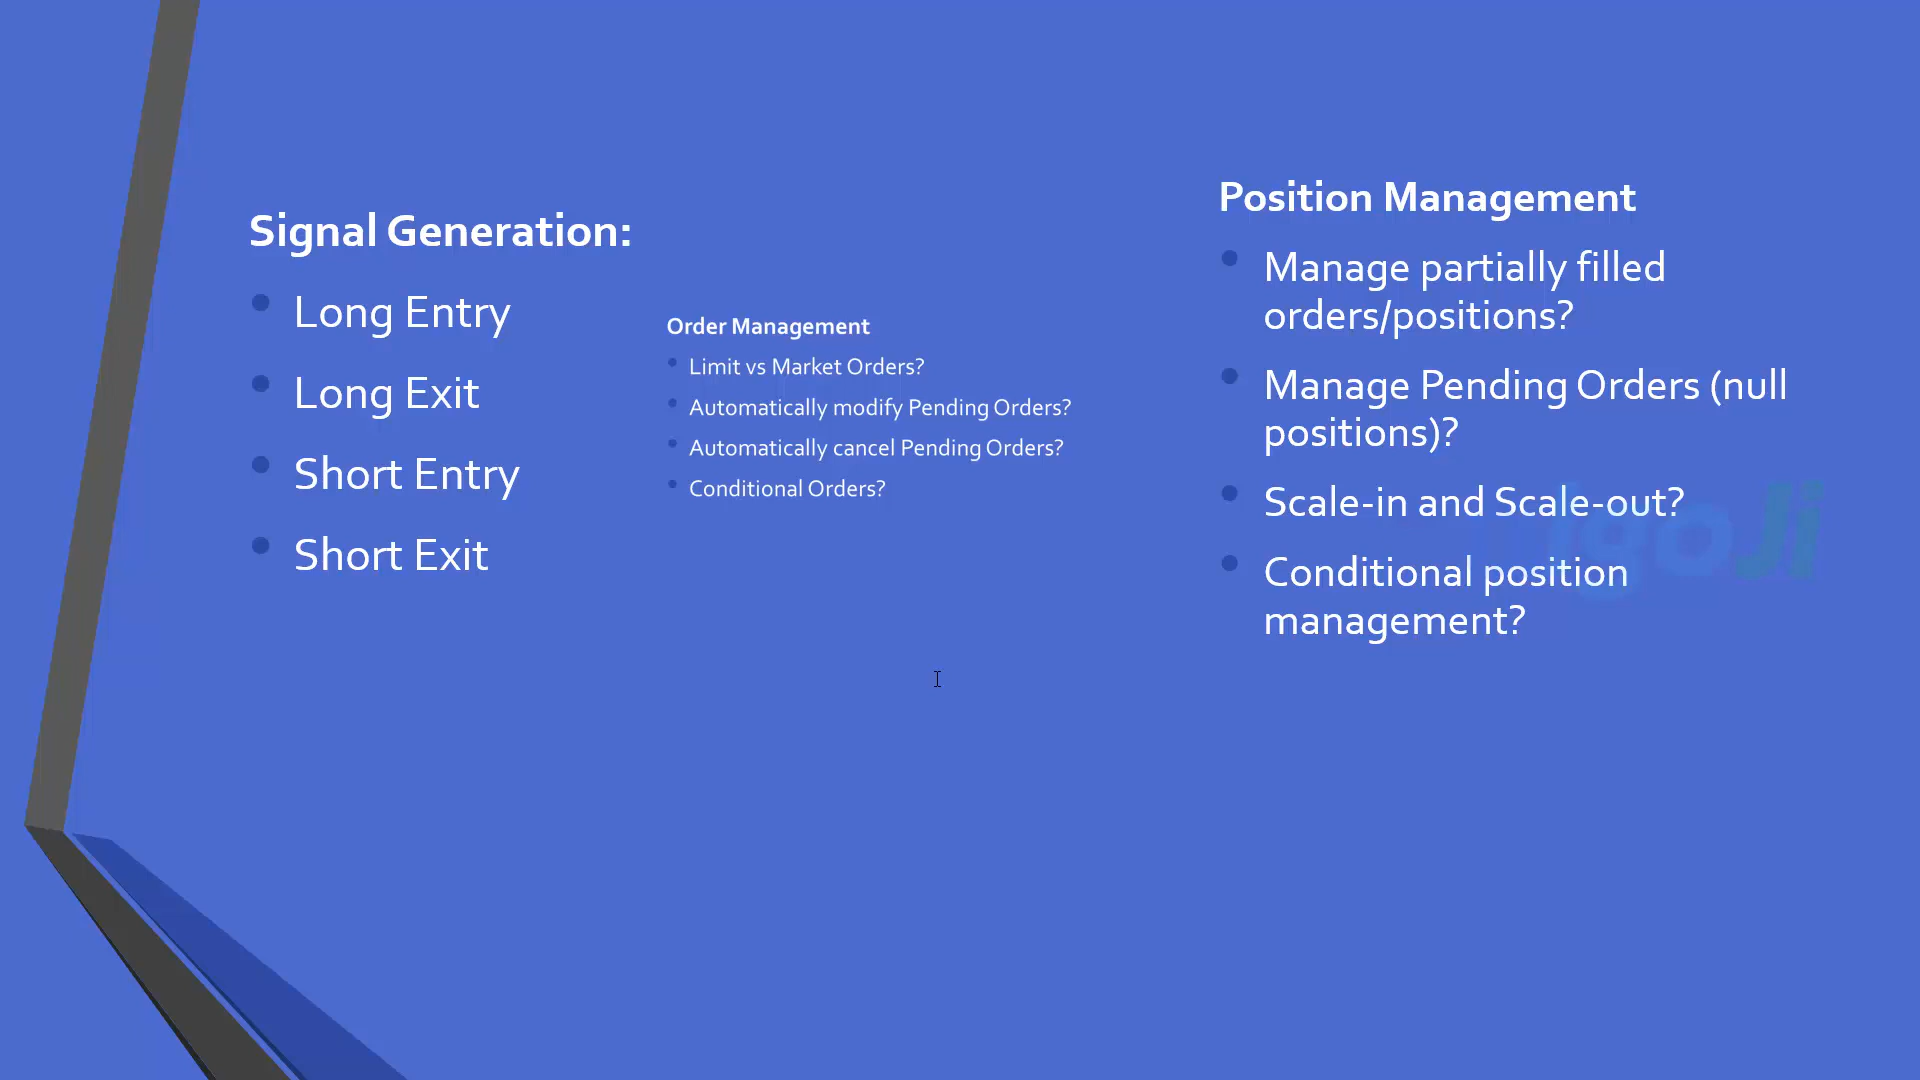 Signal Generation:
Long Entry
Long Exit
Short Entry
Short Exit
Order Management
Limit vs Market Orders?
Automatically modify Pending Orders?
Automatically cancel Pending Orders?
Conditional Orders?
Position Management
Manage partially filled
orders/positions?
Manage Pending Orders (null
positions)?
Scale-in and Scale-out?
Conditional position
management?